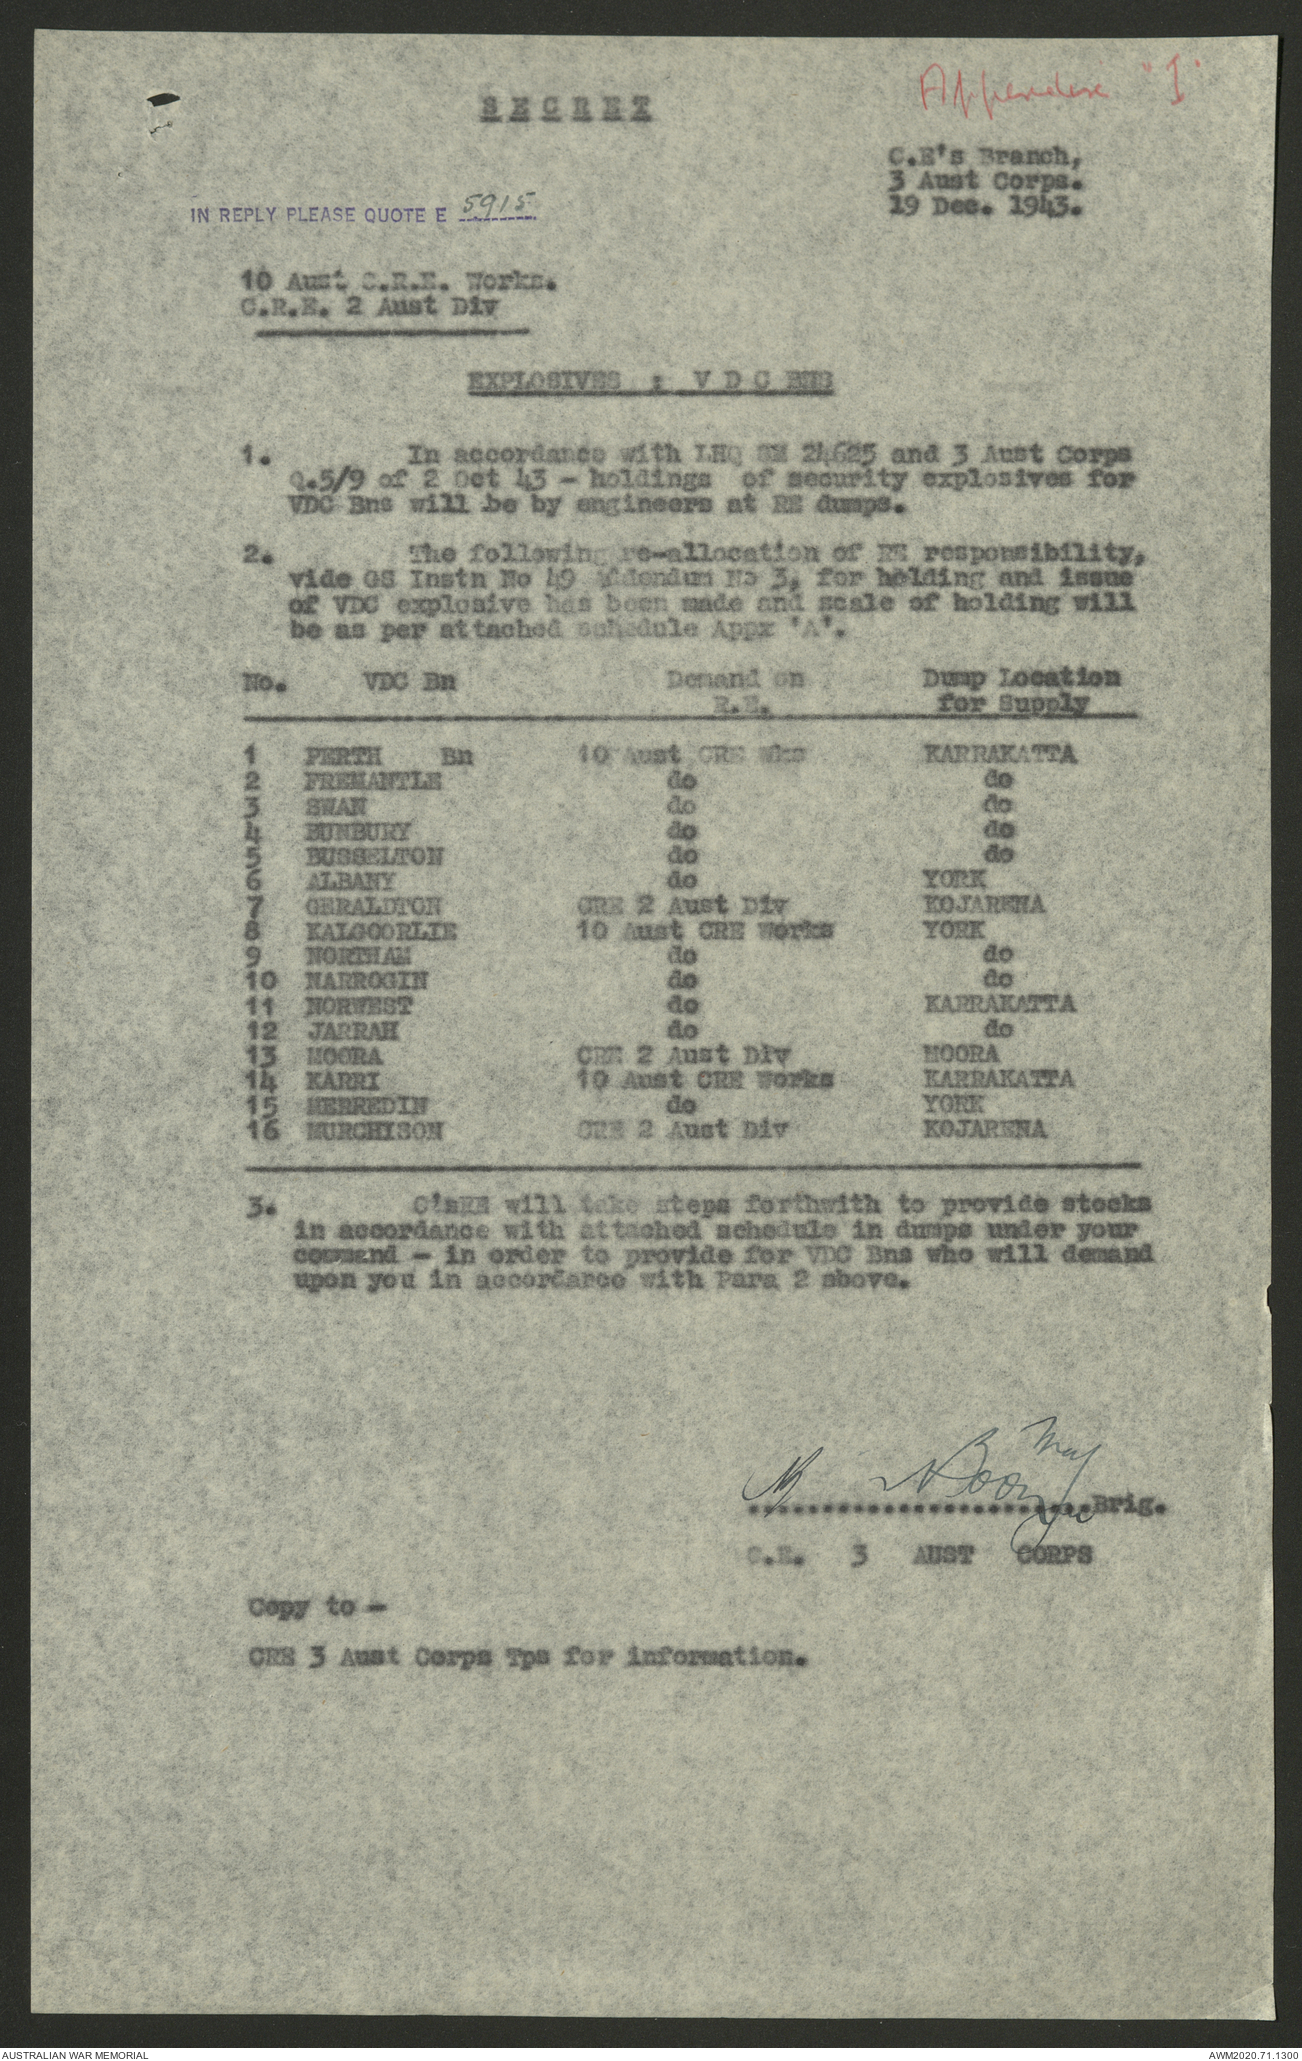 Appendix "I"
SECRET
C.E's Branch,
3 Aust Corps.
19 Dec. 1943.
IN REPLY PLEASE QUOTE E 5915
10 Aust C.R.E. Works.
C.R.E. 2 Aust Div
EXPLOSIVES : V D C BNS
1. In accordance with LHQ SM 24625 and 3 Aust Corps
Q.5/9 of 2 Oct 43 - holdings of security explosives for
VDC Bns will be by engineers at RE dumps.
2. The following re-allocation of RE responsibility,
vide GS Instn No 49 Addendum No 3, for holding and issue
of VDC explosive has been made and scale of holding will
be as per attached schedule Appx 'A'.
No. VDC Bn Demand on Dump Location
R.E. for Supply
1 PERTH Bn 10 Aust CRE Wks KARRAKATTA
2 FREMANTLE do do
3 SWAN do do
4 BUNBURY do do
5 BUSSELTON do do
6 ALBANY do YORK
7 GERALDTON CRE 2 Aust Div KOJARENA
8 KALGOORLIE 10 Aust CRE Works YORK
9 NORTHAM do do
10 NARROGIN do do
11 NORWEST do KARRAKATTA
12 JARRAH do do
13 MOORA CRE 2 Aust Div MOORA
14 KARRI 10 Aust CRE Works KARRAKATTA
15 MERREDIN do YORK
16 MURCHISON CRE 2 Aust Div KOJARENA
3. C'sRE will take steps forthwith to provide stocks
in accordance with attached schedule in dumps under your
command - in order to provide for VDC Bns who will demand
upon you in accordance with Para 2 above.
Maj
........................Brig.
C.E. 3 AUST CORPS
Copy to -
CRE 3 Aust Corps Tps for information.
AUSTRALIAN WAR MEMORIAL
AWM2020.71.1300